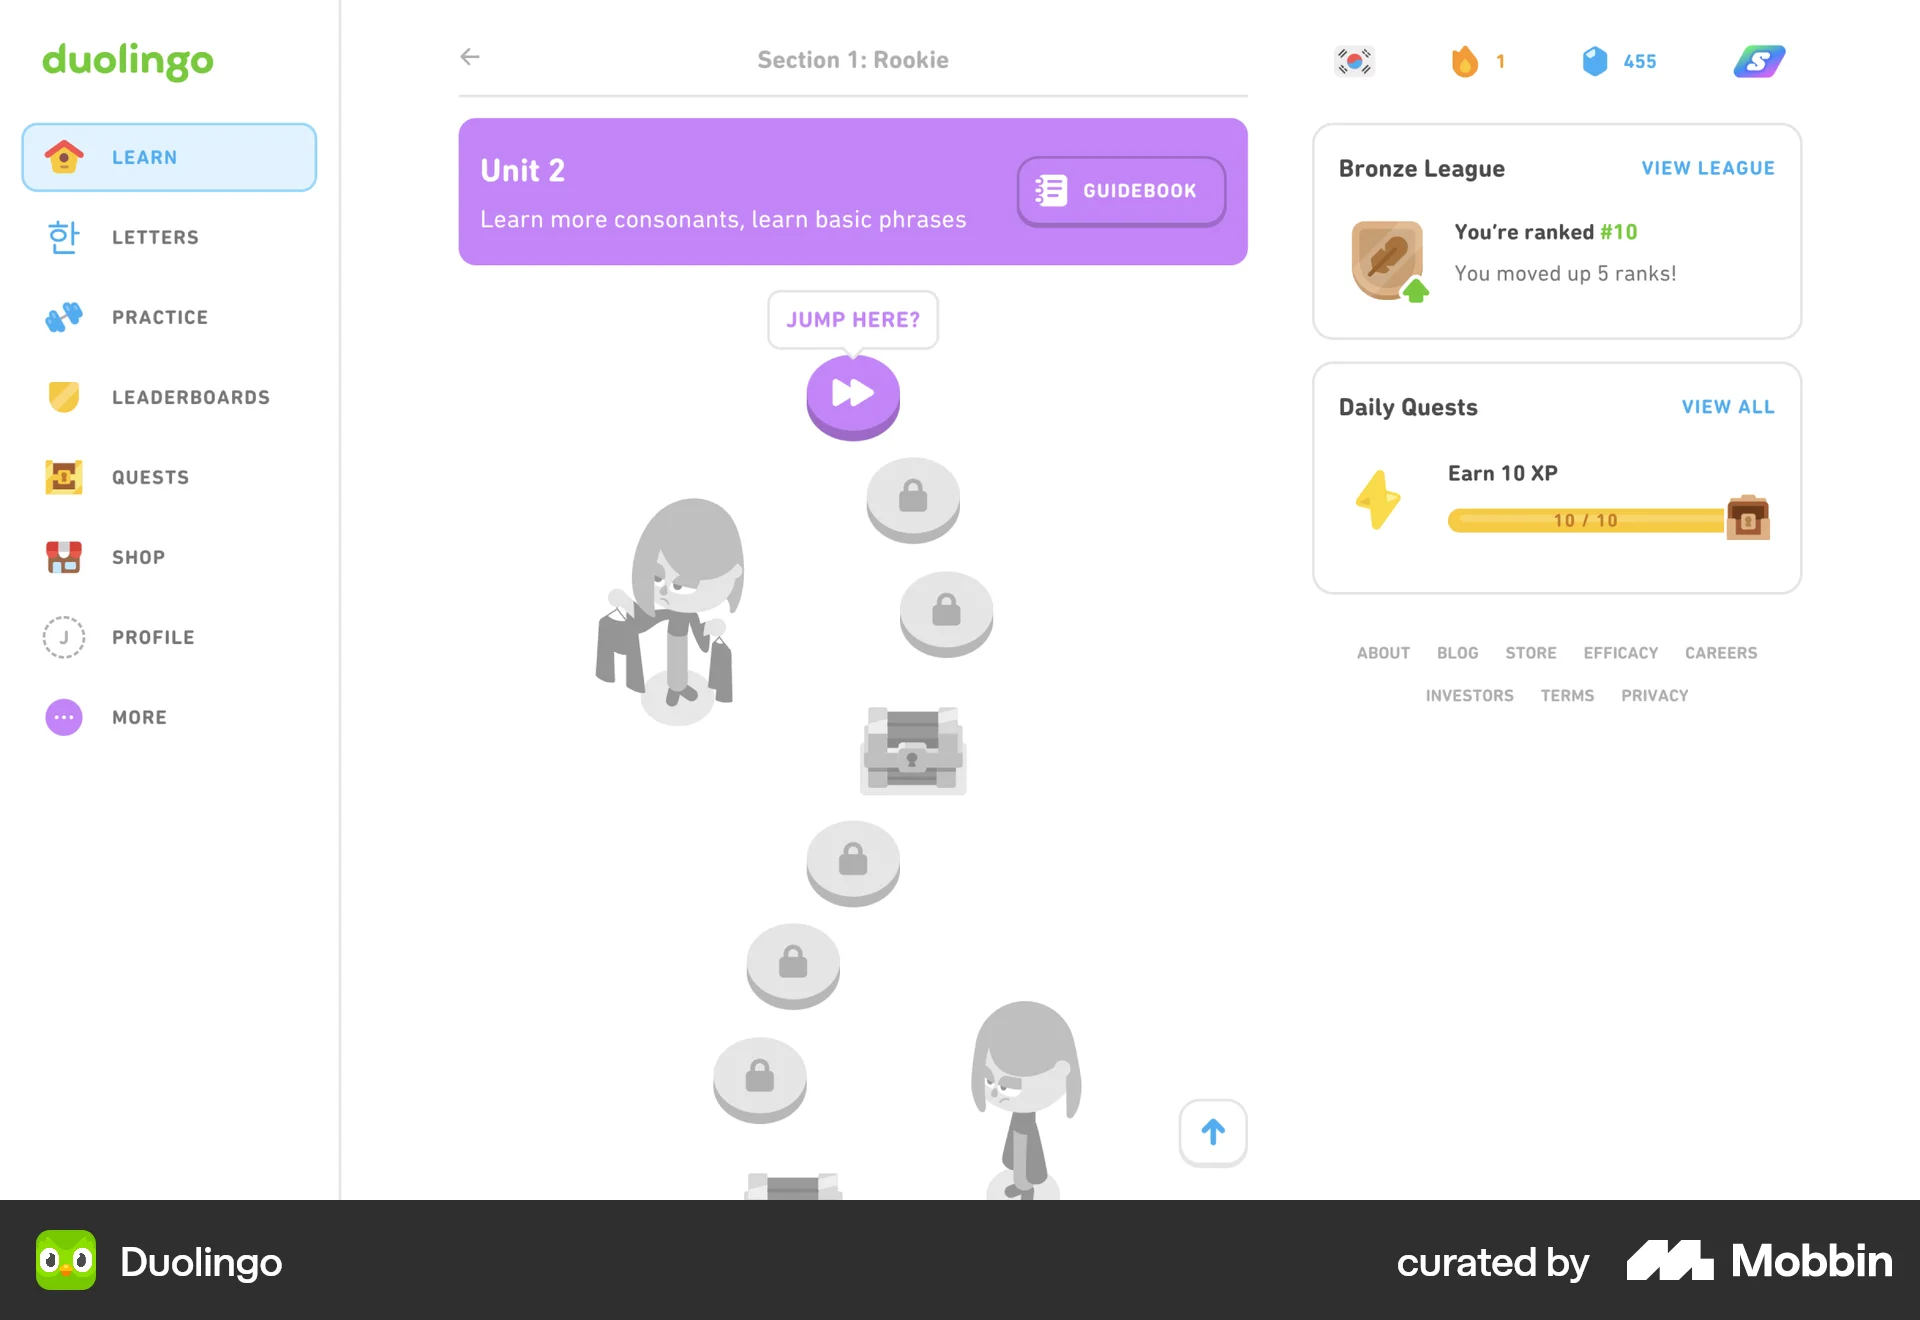 duolingo
LEARN
한
LETTERS
PRACTICE
LEADERBOARDS
QUESTS
SHOP
J
PROFILE
MORE
Section 1: Rookie
Unit 2
Learn more consonants, learn basic phrases
GUIDEBOOK
JUMP HERE?
1
455
S
Bronze League
VIEW LEAGUE
You're ranked #10
You moved up 5 ranks!
Daily Quests
VIEW ALL
Earn 10 XP
10 / 10
ABOUT BLOG STORE EFFICACY CAREERS
INVESTORS TERMS PRIVACY
Duolingo
curated by Mobbin